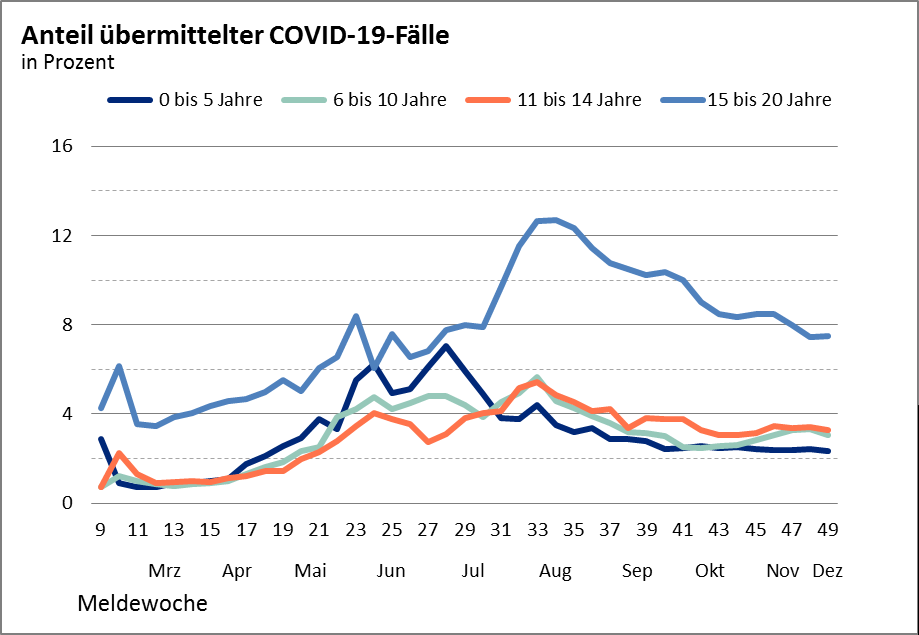 Anteil übermittelter COVID-19-Fälle
in Prozent
0 bis 5 Jahre 6 bis 10 Jahre 11 bis 14 Jahre 15 bis 20 Jahre
16
12
8
4
0
9 11 13 15 17 19 21 23 25 27 29 31 33 35 37 39 41 43 45 47 49
Mrz Apr Mai Jun Jul Aug Sep Okt Nov Dez
Meldewoche